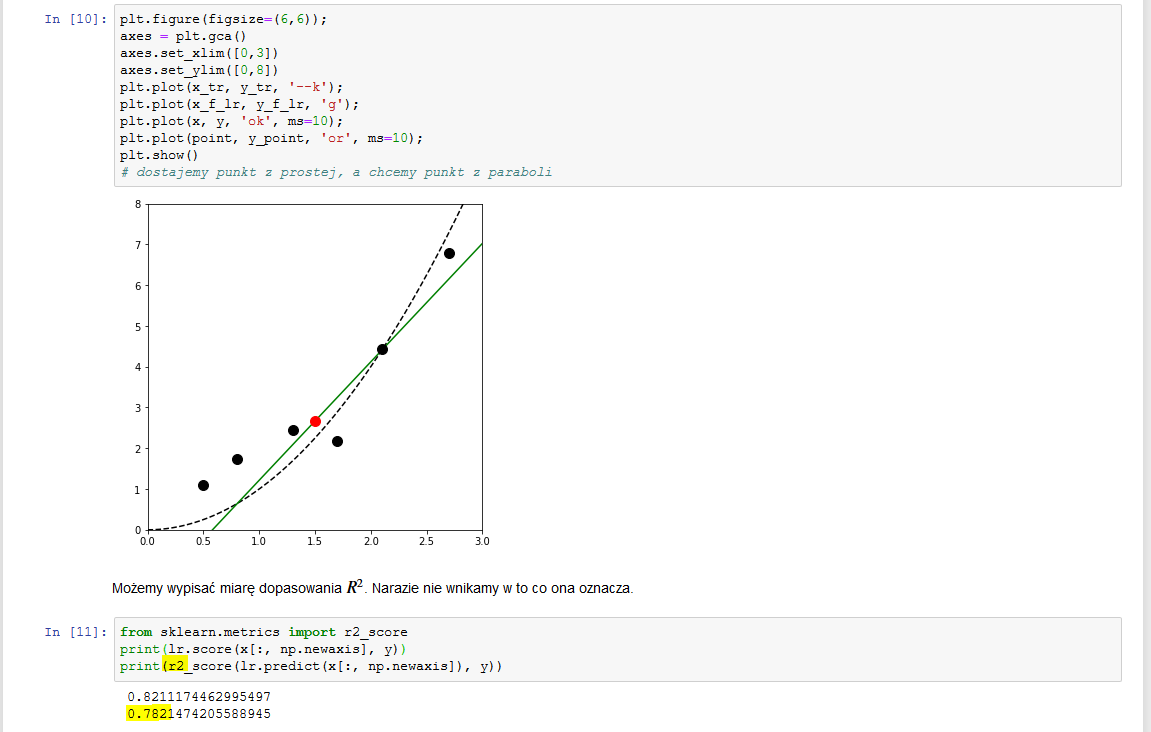 In [10]: plt.figure(figsize=(6,6));
axes = plt.gca()
axes.set_xlim([0,3])
axes.set_ylim([0,8])
plt.plot(x_tr, y_tr, '--k');
plt.plot(x_f_lr, y_f_lr, 'g');
plt.plot(x, y, 'ok', ms=10);
plt.plot(point, y_point, 'or', ms=10);
plt.show()
# dostajemy punkt z prostej, a chcemy punkt z paraboli
8
7
6
5
4
3
2
1
0
0.0 0.5 1.0 1.5 2.0 2.5 3.0
Możemy wypisać miarę dopasowania R². Narazie nie wnikamy w to co ona oznacza.
In [11]: from sklearn.metrics import r2_score
print(lr.score(x[:, np.newaxis], y))
print(r2_score(lr.predict(x[:, np.newaxis]), y))
0.8211174462995497
0.7821474205588945